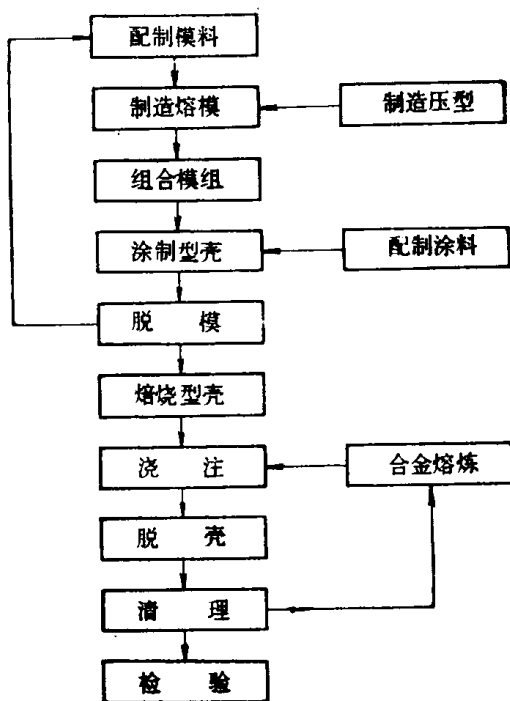 配制模料
制造熔模
制造压型
组合模组
涂制型壳
配制涂料
脱模
焙烧型壳
浇注
合金熔炼
脱壳
清理
检验